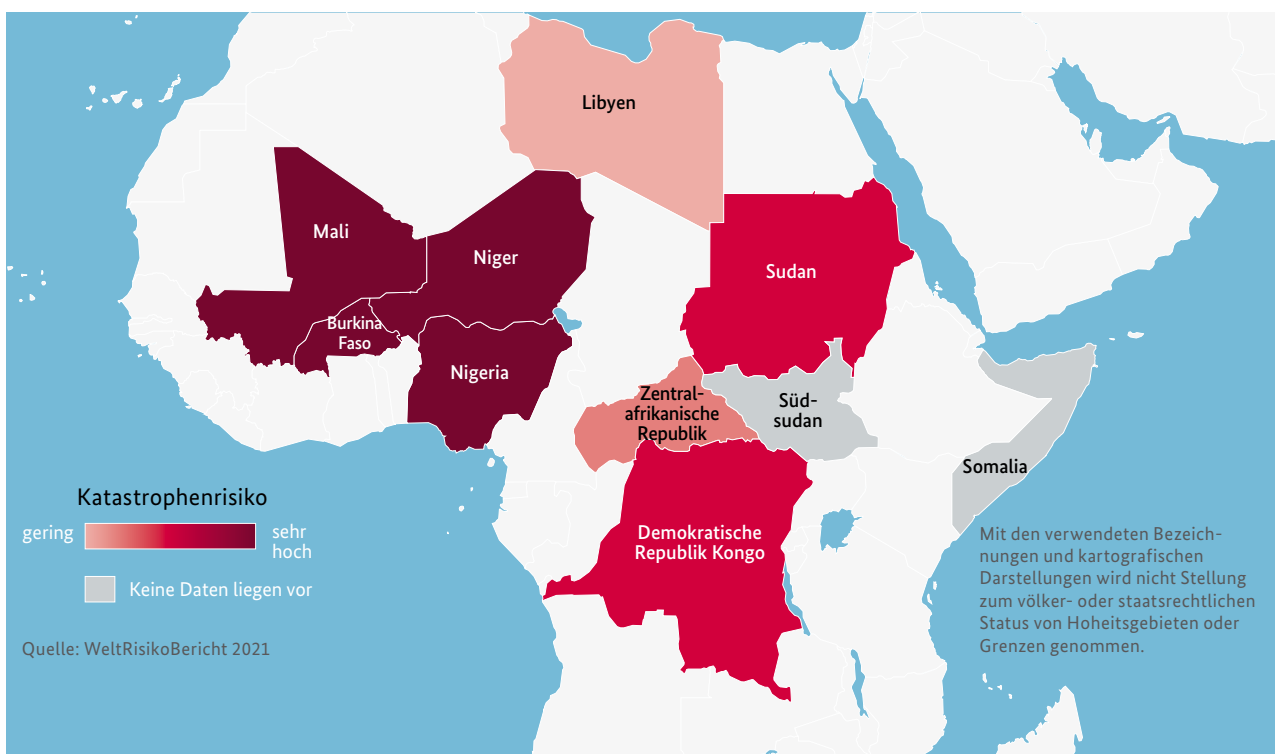 Libyen
Mali
Niger
Sudan
Burkina
Faso
Nigeria
Zentral-
afrikanische
Republik
Süd-
sudan
Somalia
Katastrophenrisiko
gering
sehr
hoch
Demokratische
Republik Kongo
Mit den verwendeten Bezeich-
nungen und kartografischen
Darstellungen wird nicht Stellung
zum völker- oder staatsrechtlichen
Status von Hoheitsgebieten oder
Grenzen genommen.
Keine Daten liegen vor
Quelle: WeltRisikoBericht 2021